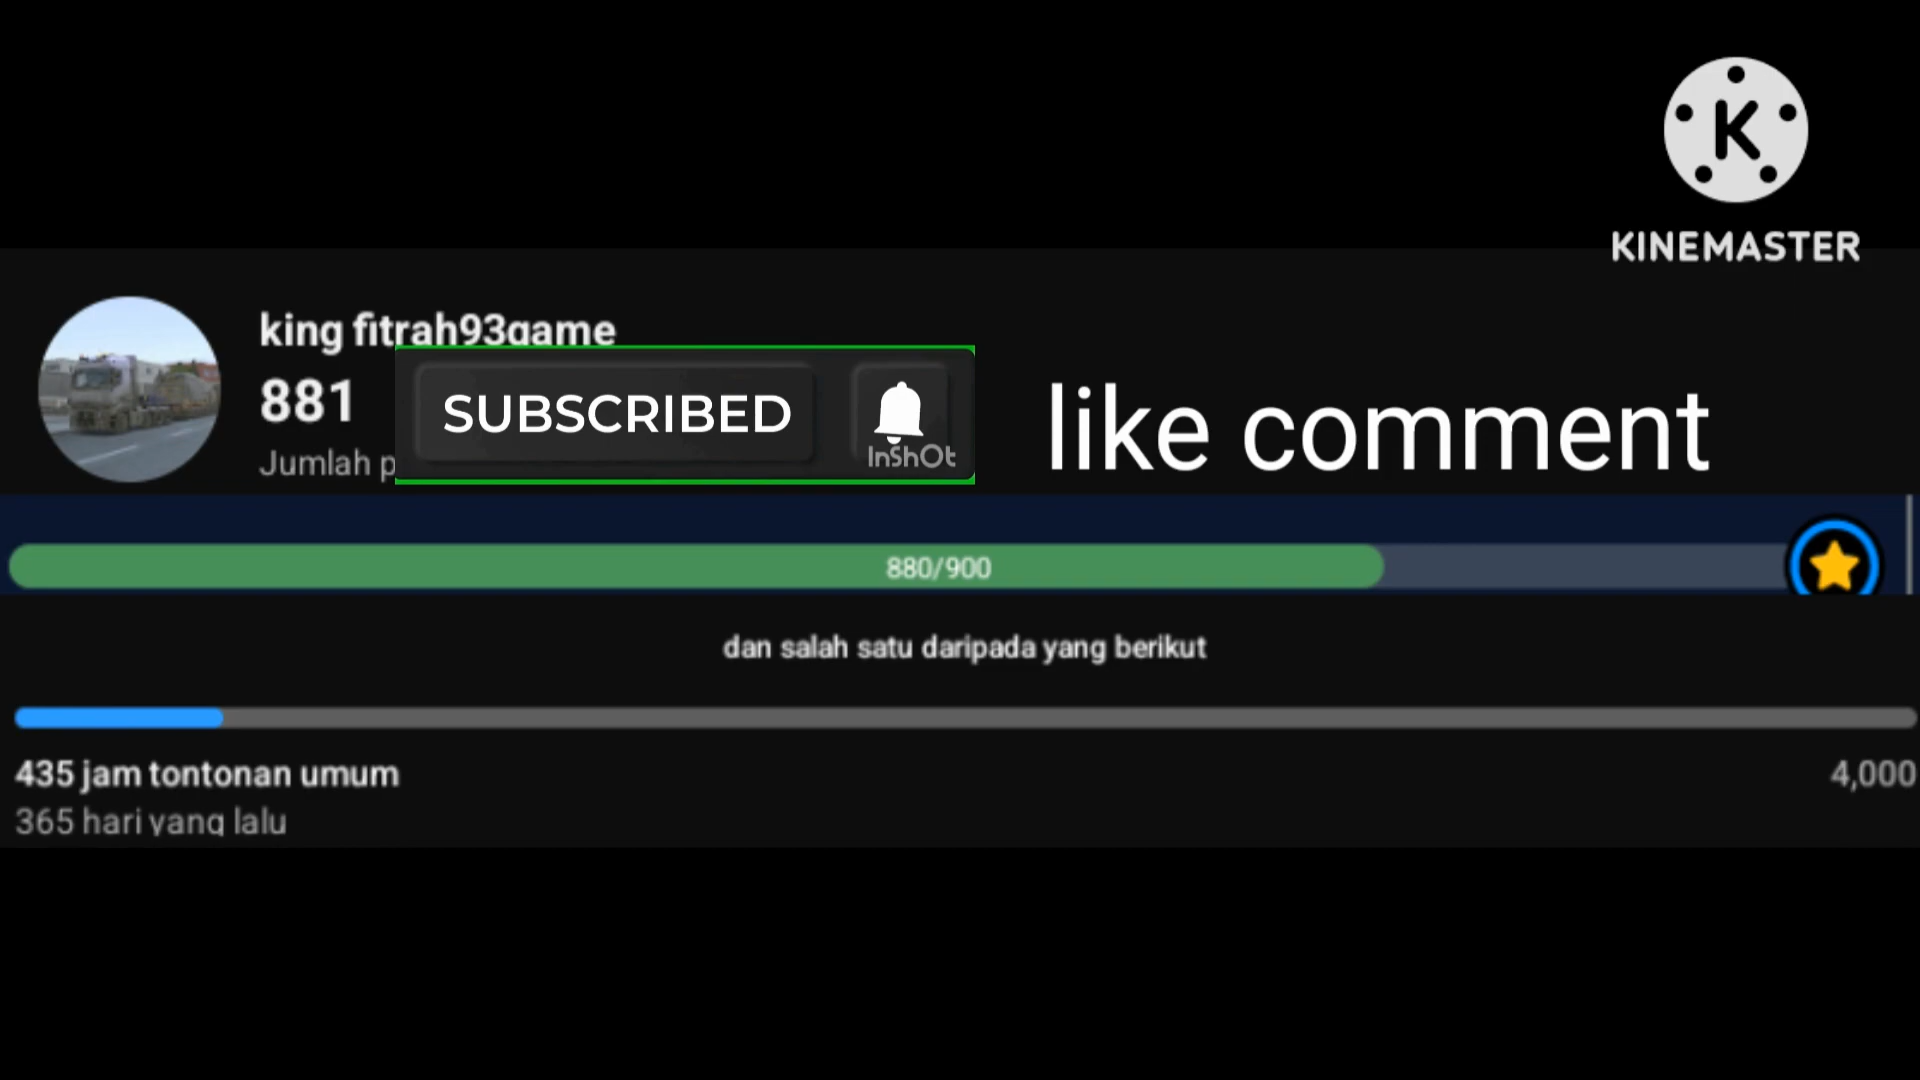 KINEMASTER
king fitrah93game
881
SUBSCRIBED
InShOt
like comment
Jumlah
880/900
dan salah satu daripada yang berikut
435 jam tontonan umum
4,000
365 hari yang lalu